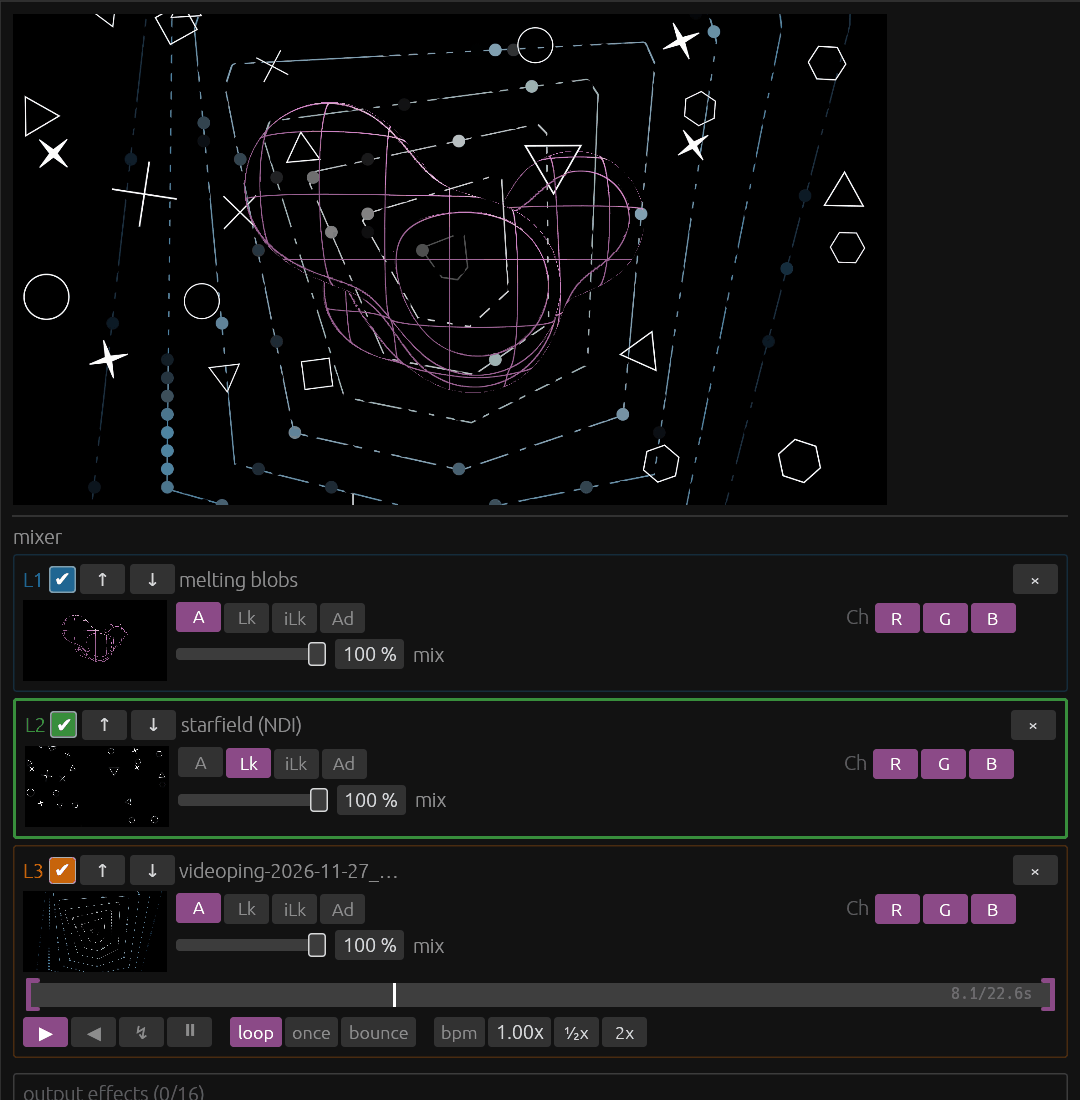 mixer
L1 ✔ ↑ ↓ melting blobs ×
A Lk iLk Ad Ch R G B
100 % mix
L2 ✔ ↑ ↓ starfield (NDI) ×
A Lk iLk Ad Ch R G B
100 % mix
L3 ✔ ↑ ↓ videoping-2026-11-27_… ×
A Lk iLk Ad Ch R G B
100 % mix
8.1/22.6s
▶ ◀ ↯ ⏸ loop once bounce bpm 1.00x ½x 2x
output effects (0/16)